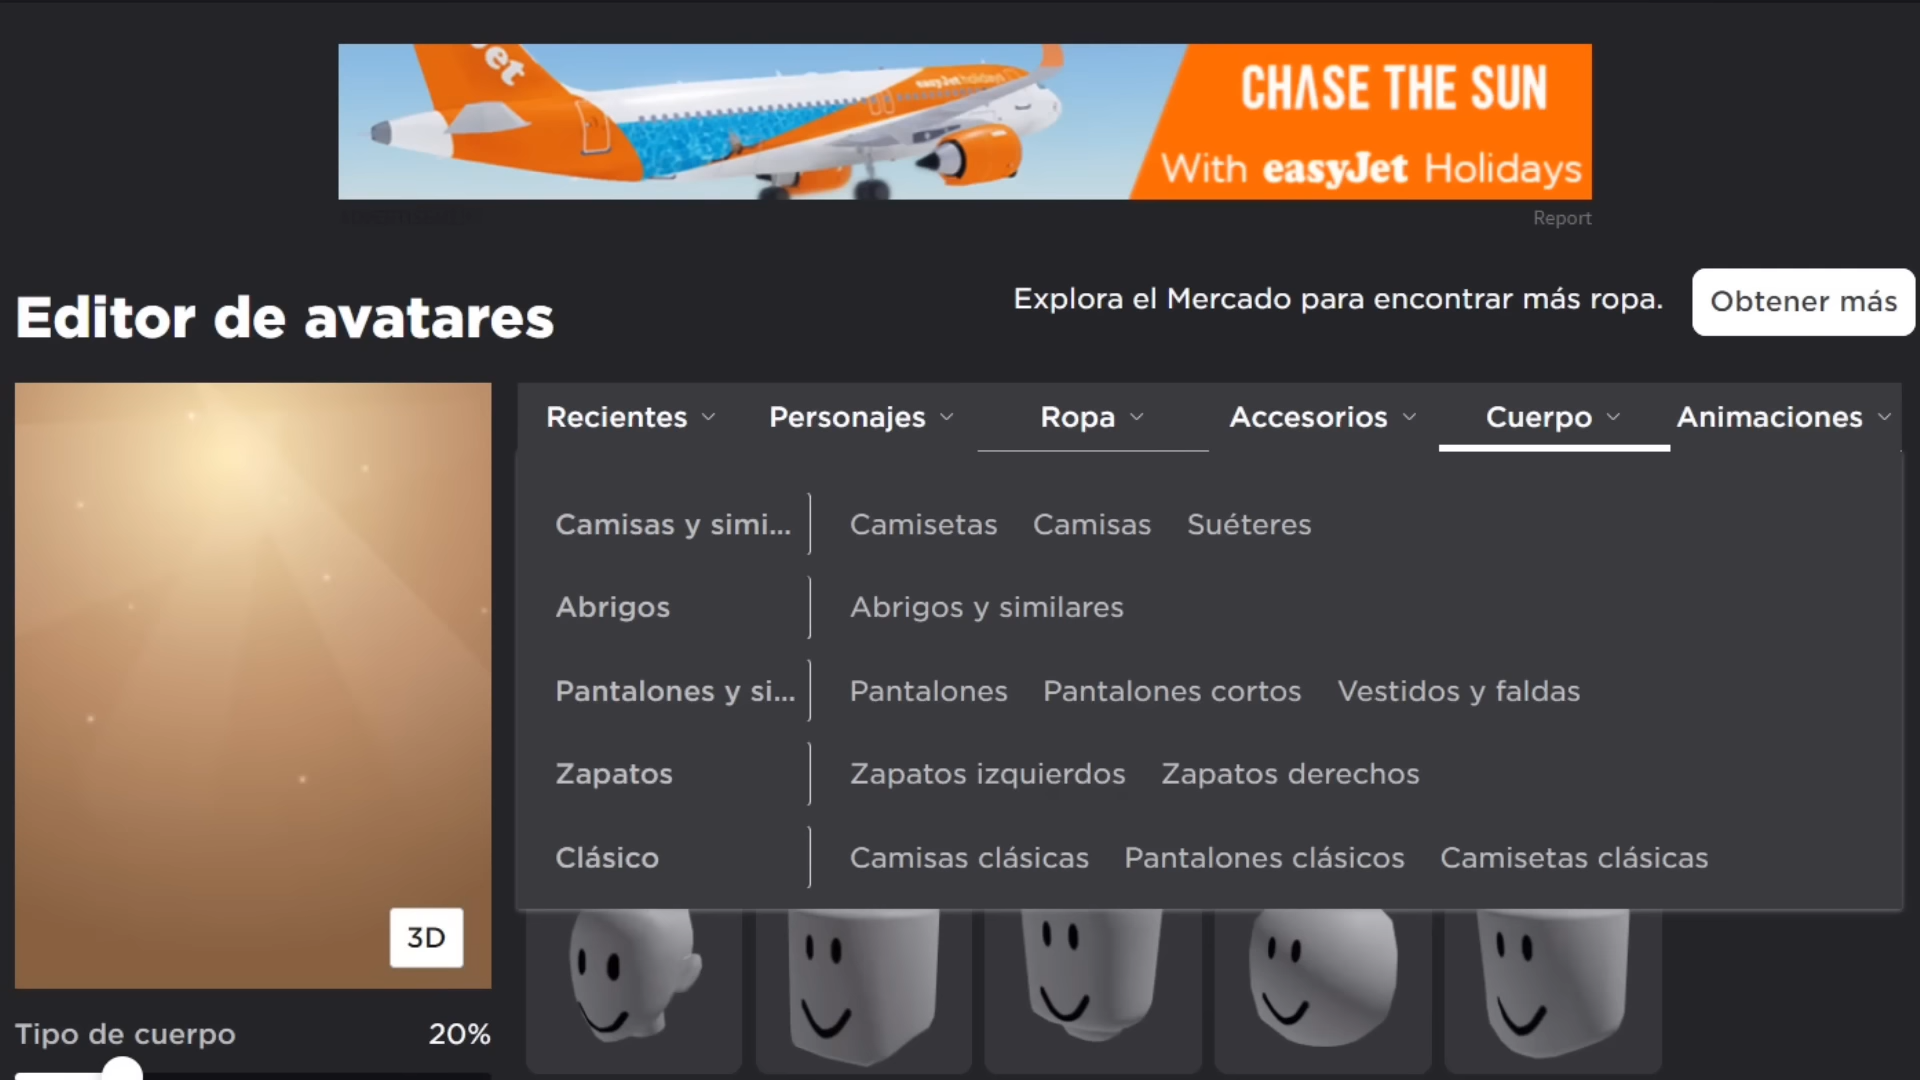 Jet
easyJet holidays
CHASE THE SUN
With easyJet Holidays
Report
Editor de avatares
Explora el Mercado para encontrar más ropa.
Obtener más
Recientes Personajes Ropa Accesorios Cuerpo Animaciones
Camisas y simi... Camisetas Camisas Suéteres
Abrigos Abrigos y similares
Pantalones y si... Pantalones Pantalones cortos Vestidos y faldas
Zapatos Zapatos izquierdos Zapatos derechos
Clásico Camisas clásicas Pantalones clásicos Camisetas clásicas
3D
Tipo de cuerpo 20%